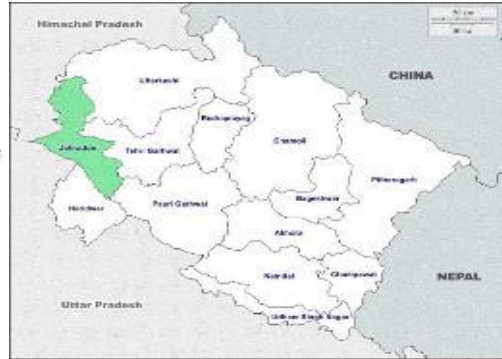 Himachal Pradesh
CHINA
Uttarkashi
Rudraprayag
Chamoli
Tehri Garhwal
Pithoragarh
Haridwar
Pauri Garhwal
Bageshwar
Almora
Nainital
Champawat
NEPAL
Uttar Pradesh
Udham Singh Nagar